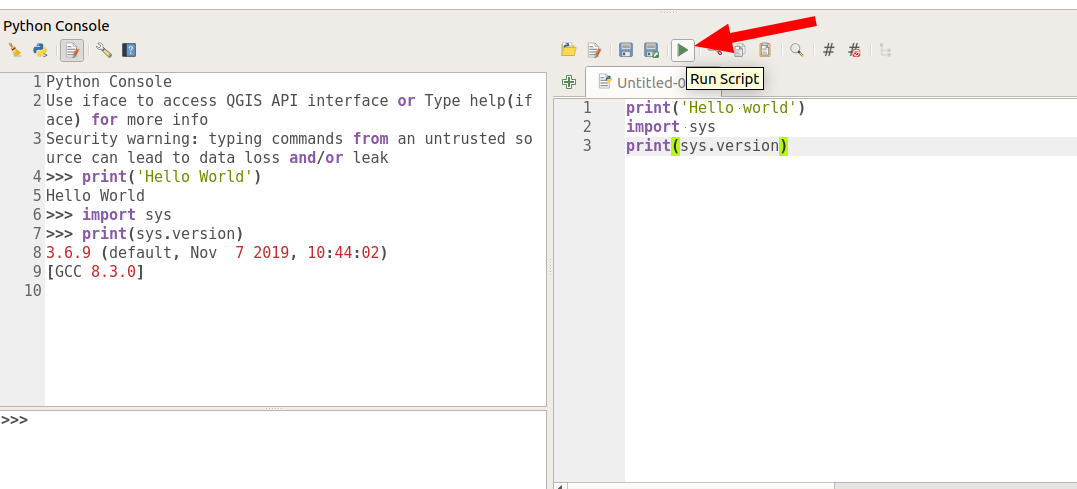 Python Console
1 Python Console
2 Use iface to access QGIS API interface or Type help(if
ace) for more info
3 Security warning: typing commands from an untrusted so
urce can lead to data loss and/or leak
4 >>> print('Hello World')
5 Hello World
6 >>> import sys
7 >>> print(sys.version)
8 3.6.9 (default, Nov  7 2019, 10:44:02)
9 [GCC 8.3.0]
10
>>>
Untitled-0
Run Script
1 print('Hello·world')
2 import·sys
3 print(sys.version)